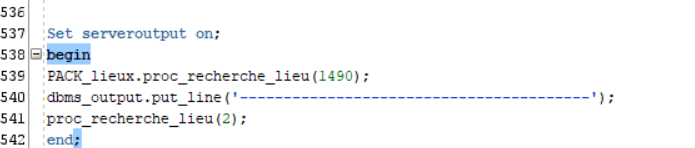 536
537 Set serveroutput on;
538 begin
539 PACK_lieux.proc_recherche_lieu(1490);
540 dbms_output.put_line('----------------------------------------');
541 proc_recherche_lieu(2);
542 end;